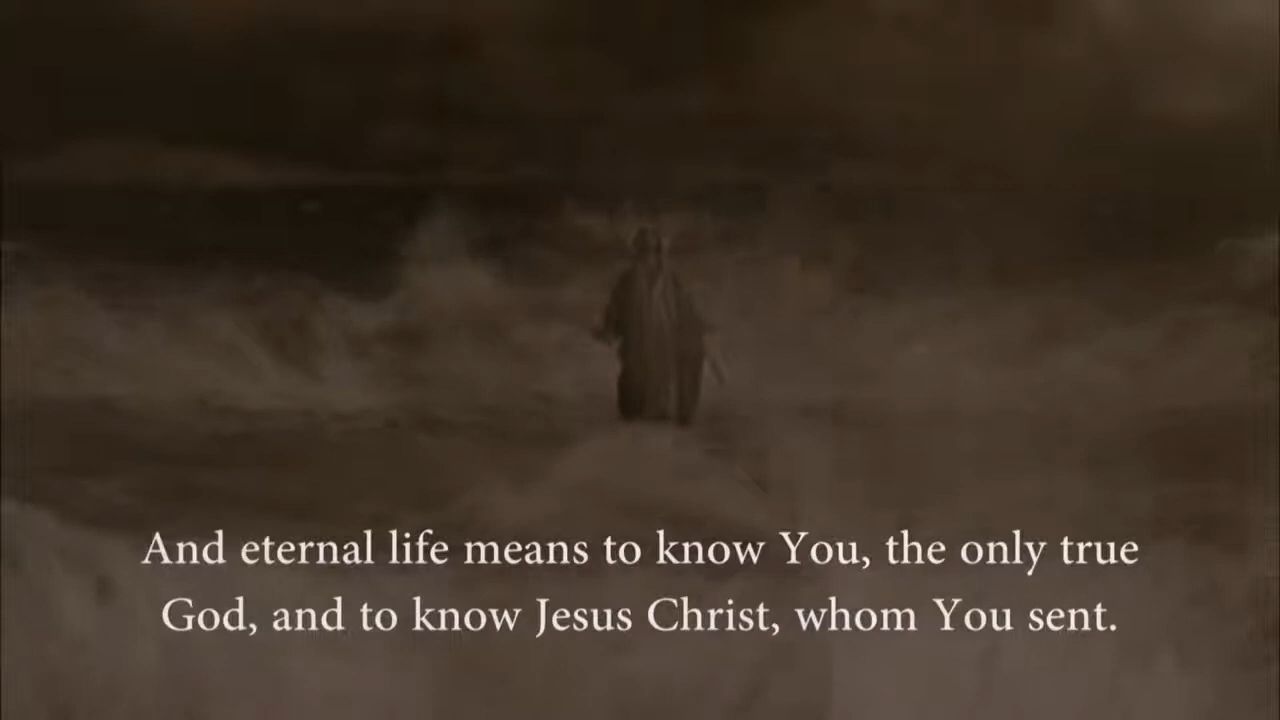 And eternal life means to know You, the only true
God, and to know Jesus Christ, whom You sent.